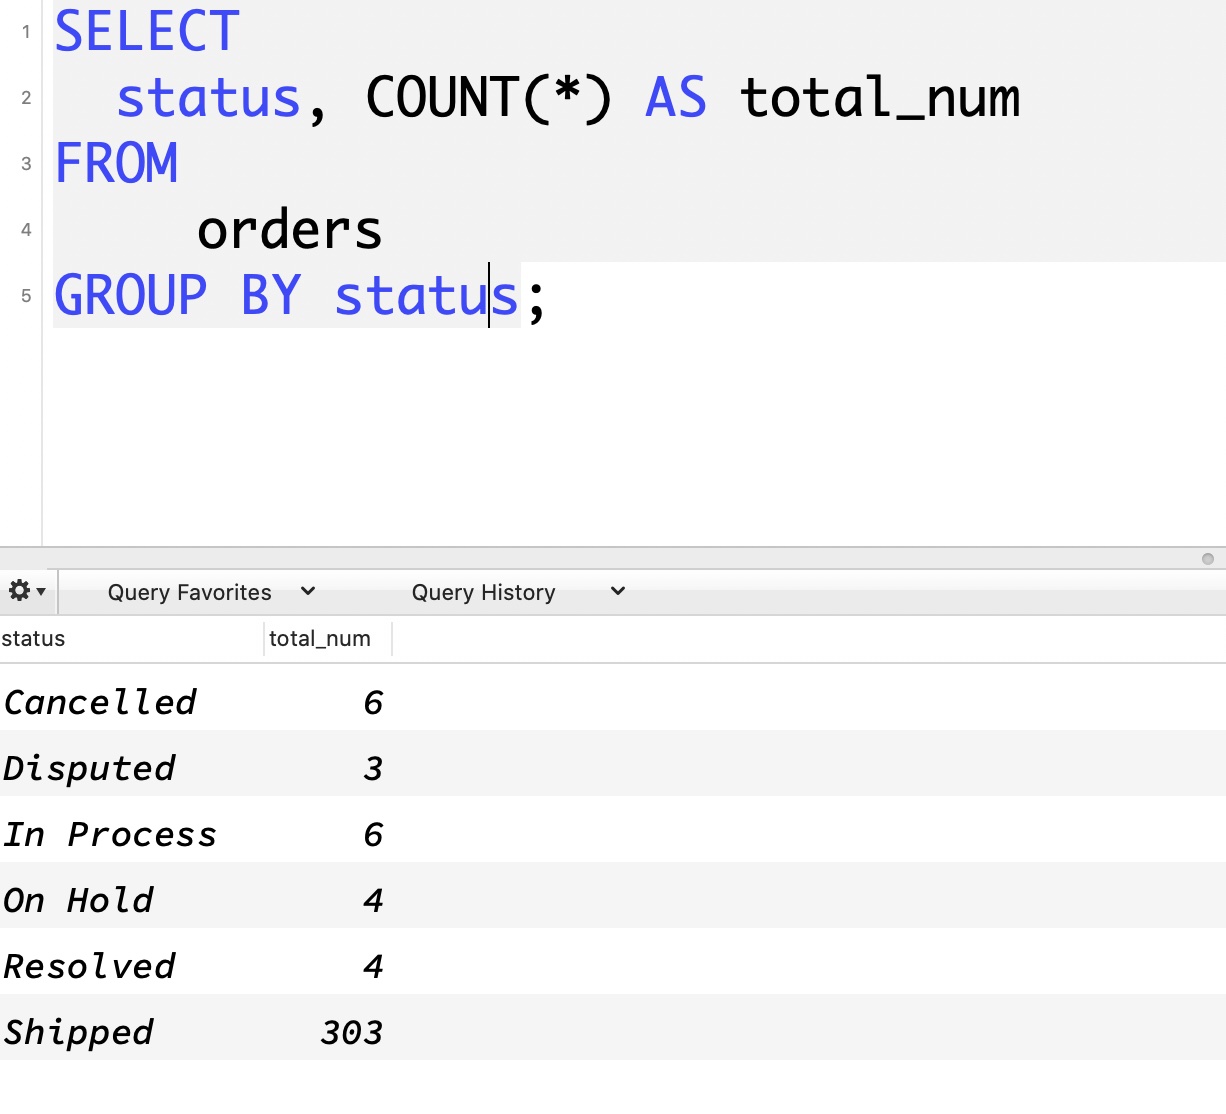 1 SELECT
2 status, COUNT(*) AS total_num
3 FROM
4 orders
5 GROUP BY status;
Query Favorites Query History
status total_num
Cancelled 6
Disputed 3
In Process 6
On Hold 4
Resolved 4
Shipped 303